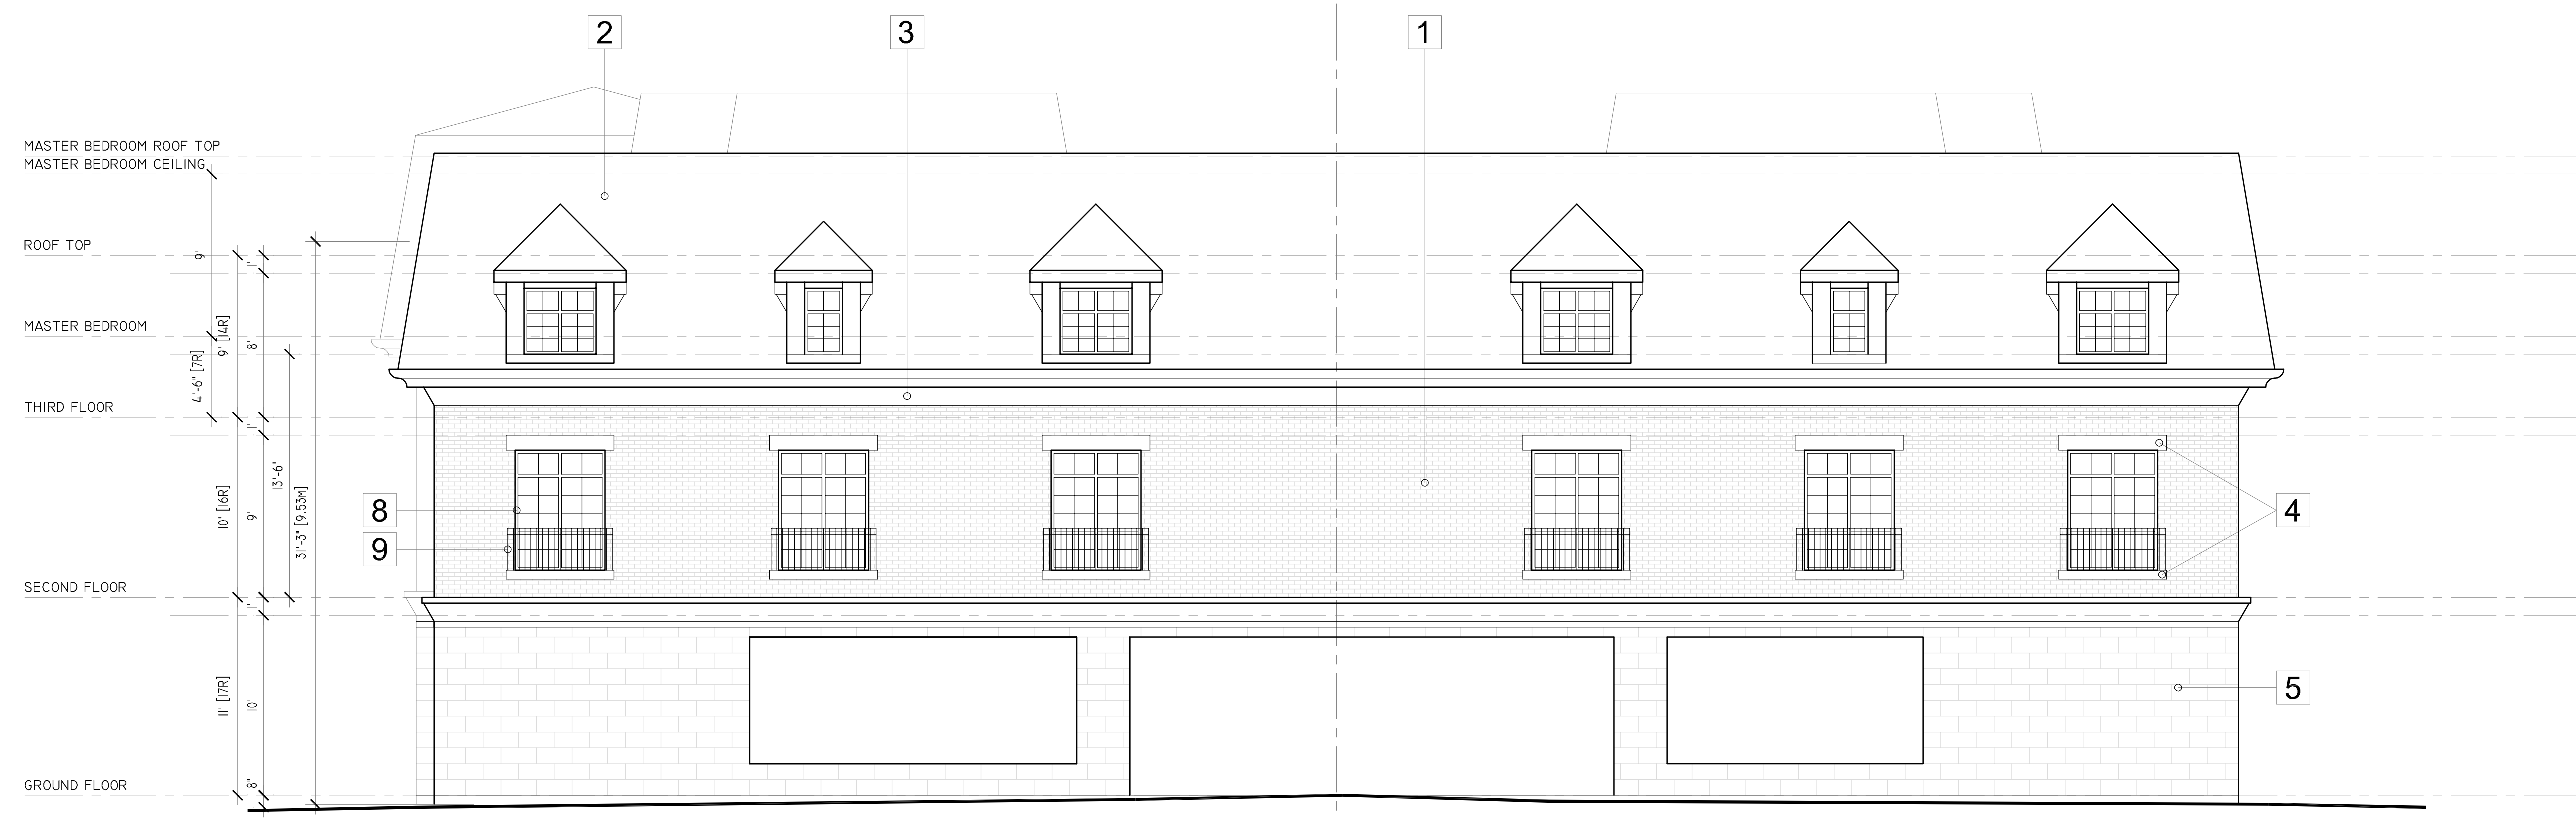 2
3
1
MASTER BEDROOM ROOF TOP
MASTER BEDROOM CEILING
ROOF TOP
9'
1'
MASTER BEDROOM
9' [14R]
8'
4'-6" [7R]
THIRD FLOOR
1'
13'-6"
10' [16R]
9'
31'-3" [9.53M]
8
9
4
SECOND FLOOR
1'
11' [17R]
10'
5
GROUND FLOOR
8"